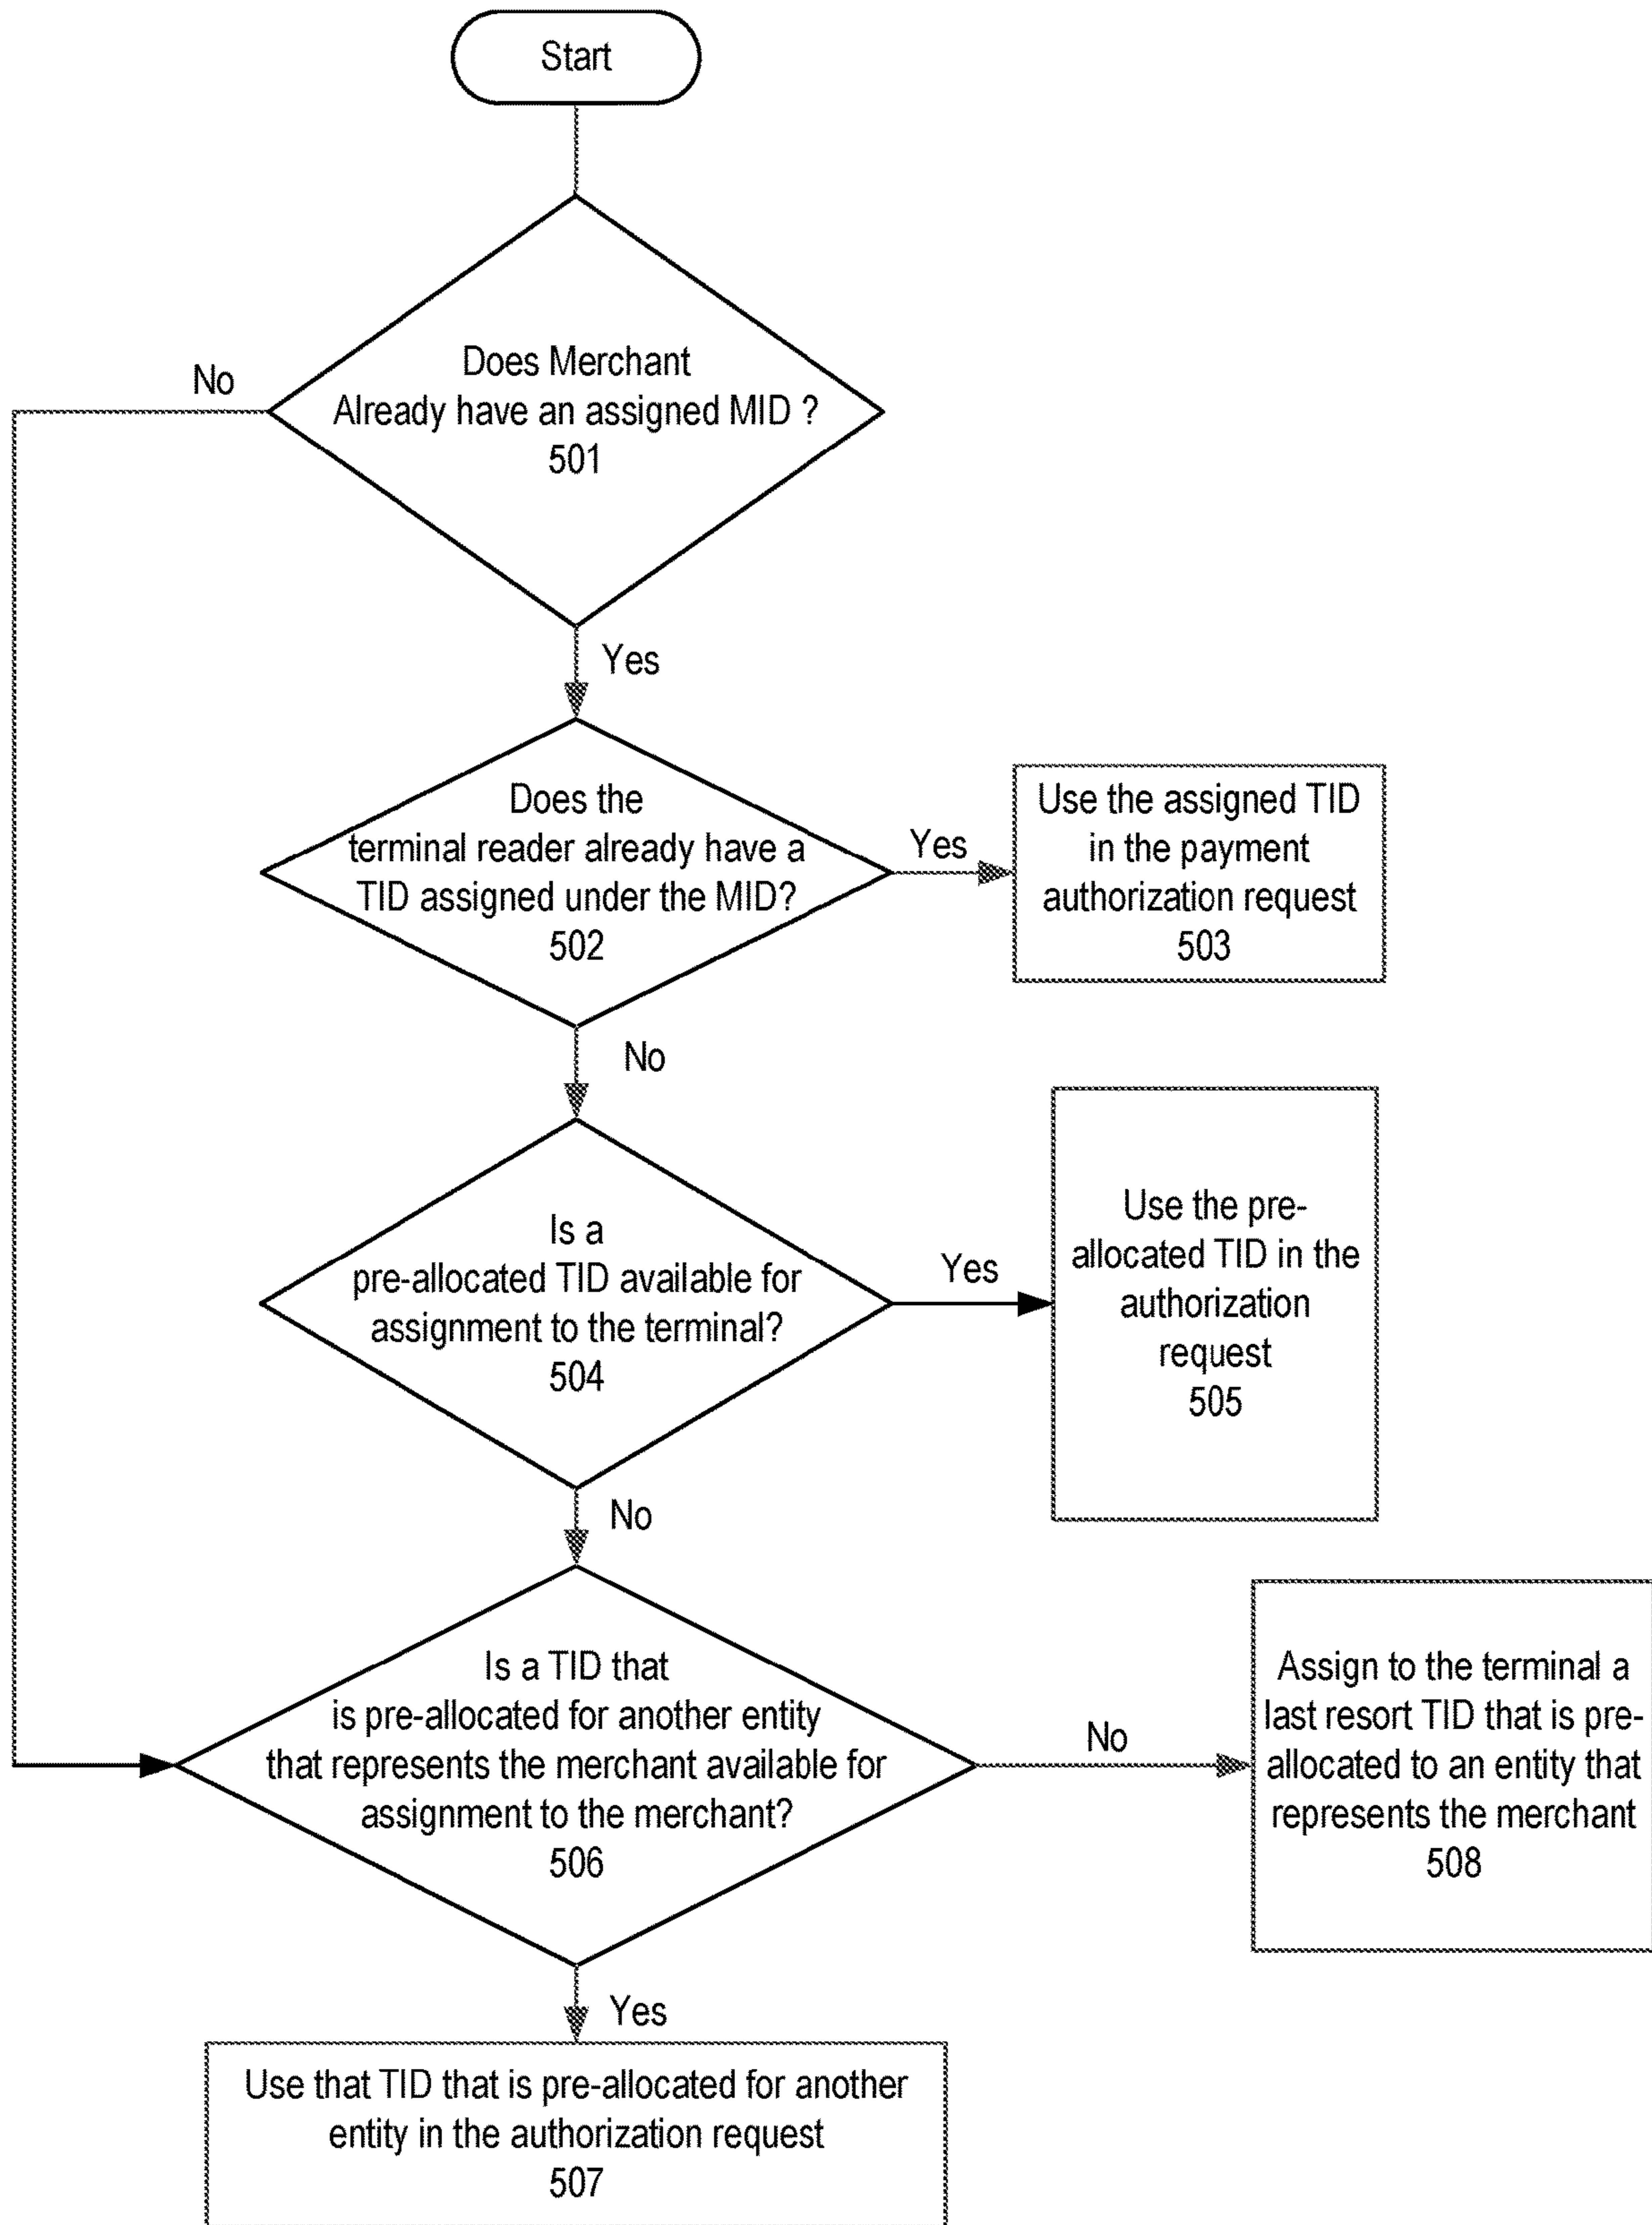 Start
Does Merchant
Already have an assigned MID ?
501
No
Yes
Does the
terminal reader already have a
TID assigned under the MID?
502
Yes
Use the assigned TID
in the payment
authorization request
503
No
Is a
pre-allocated TID available for
assignment to the terminal?
504
Yes
Use the pre-
allocated TID in the
authorization
request
505
No
Is a TID that
is pre-allocated for another entity
that represents the merchant available for
assignment to the merchant?
506
No
Assign to the terminal a
last resort TID that is pre-
allocated to an entity that
represents the merchant
508
Yes
Use that TID that is pre-allocated for another
entity in the authorization request
507